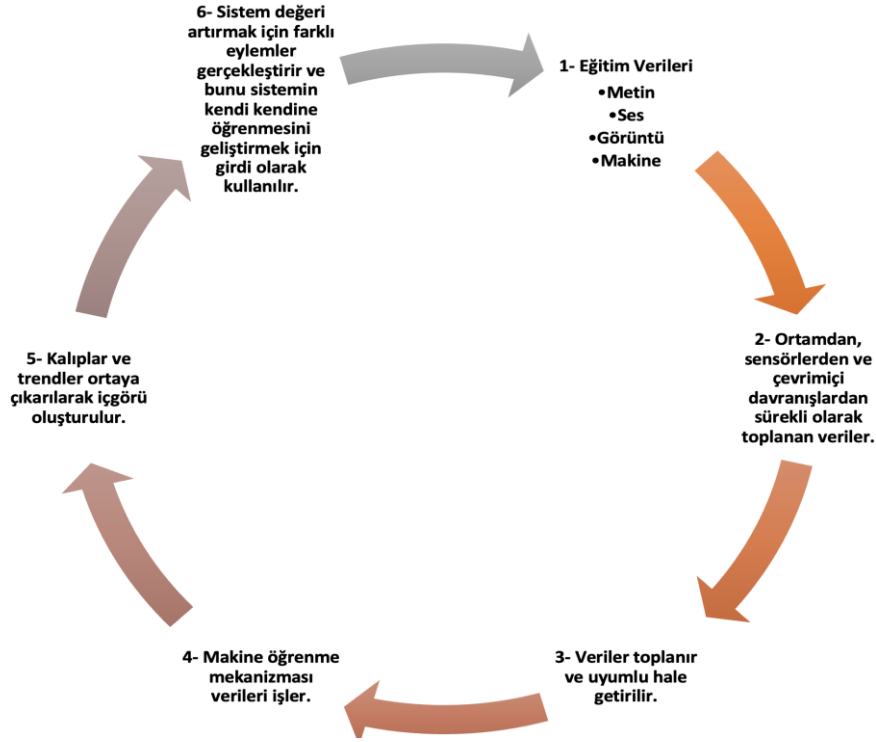 1- Eğitim Verileri
•Metin
•Ses
•Görüntü
•Makine
2- Ortamdan,
sensörlerden ve
çevrimiçi
davranışlardan
sürekli olarak
toplanan veriler.
3- Veriler toplanır
ve uyumlu hale
getirilir.
4- Makine öğrenme
mekanizması
verileri işler.
5- Kalıplar ve
trendler ortaya
çıkarılarak içgörü
oluşturulur.
6- Sistem değeri
artırmak için farklı
eylemler
gerçekleştirir ve
bunu sistemin
kendi kendine
öğrenmesini
geliştirmek için
girdi olarak
kullanılır.